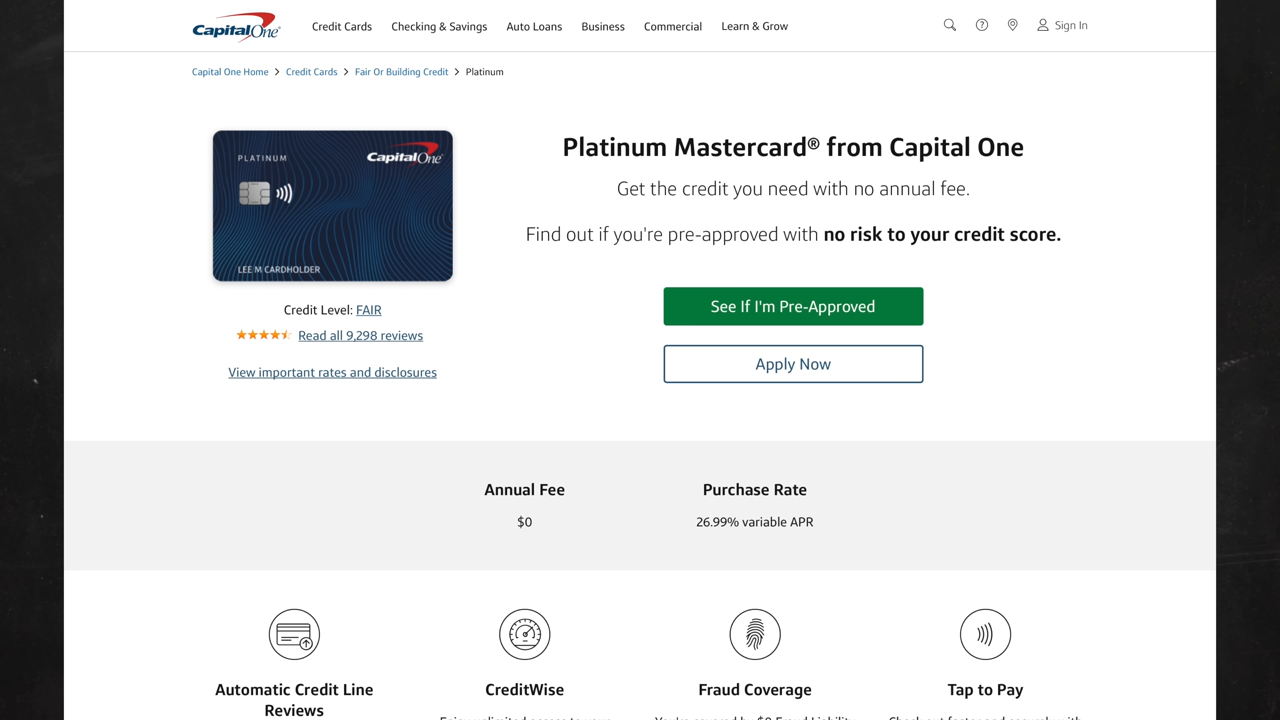 CapitalOne
Credit Cards
Checking & Savings
Auto Loans
Business
Commercial
Learn & Grow
Sign In
Capital One Home > Credit Cards > Fair Or Building Credit > Platinum
PLATINUM
CapitalOne
LEE M CARDHOLDER
Credit Level: FAIR
Read all 9,298 reviews
View important rates and disclosures
Platinum Mastercard® from Capital One
Get the credit you need with no annual fee.
Find out if you're pre-approved with no risk to your credit score.
See If I'm Pre-Approved
Apply Now
Annual Fee
$0
Purchase Rate
26.99% variable APR
Automatic Credit Line
Reviews
CreditWise
Fraud Coverage
Tap to Pay